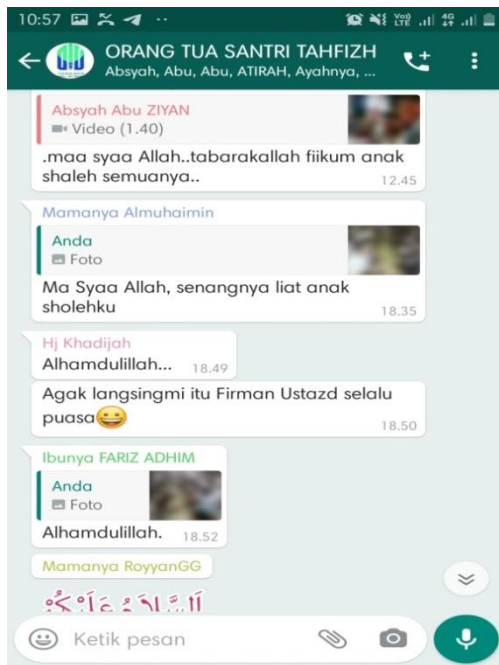 10:57
4G
ORANG TUA SANTRI TAHFIZH
Absyah, Abu, Abu, ATIRAH, Ayahnya, ...
Absyah Abu ZIYAN
Video (1.40)
.maa syaa Allah..tabarakallah fiikum anak
shaleh semuanya..
12.45
Mamanya Almuhaimin
Anda
Foto
Ma Syaa Allah, senangnya liat anak
sholehku
18.35
Hj Khadijah
Alhamdulillah...
18.49
Agak langsingmi itu Firman Ustazd selalu
puasa😀
18.50
Ibunya FARIZ ADHIM
Anda
Foto
Alhamdulillah.
18.52
Mamanya RoyyanGG
Ketik pesan